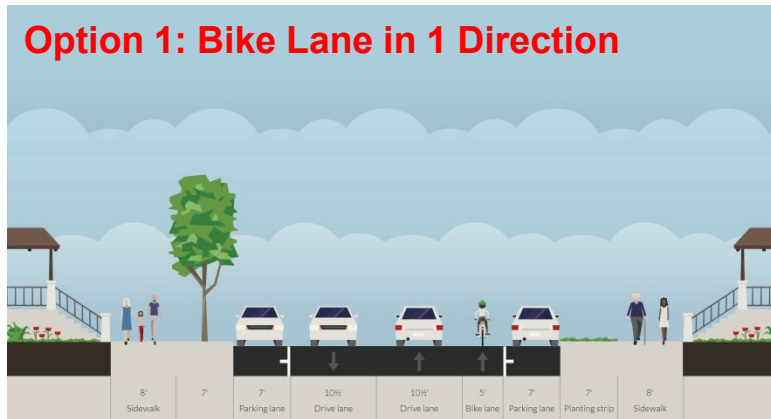 Option 1: Bike Lane in 1 Direction
8' 7' 7' 10½' 10½' 5' 7' 7' 8'
Sidewalk Parking lane Drive lane Drive lane Bike lane Parking lane Planting strip Sidewalk